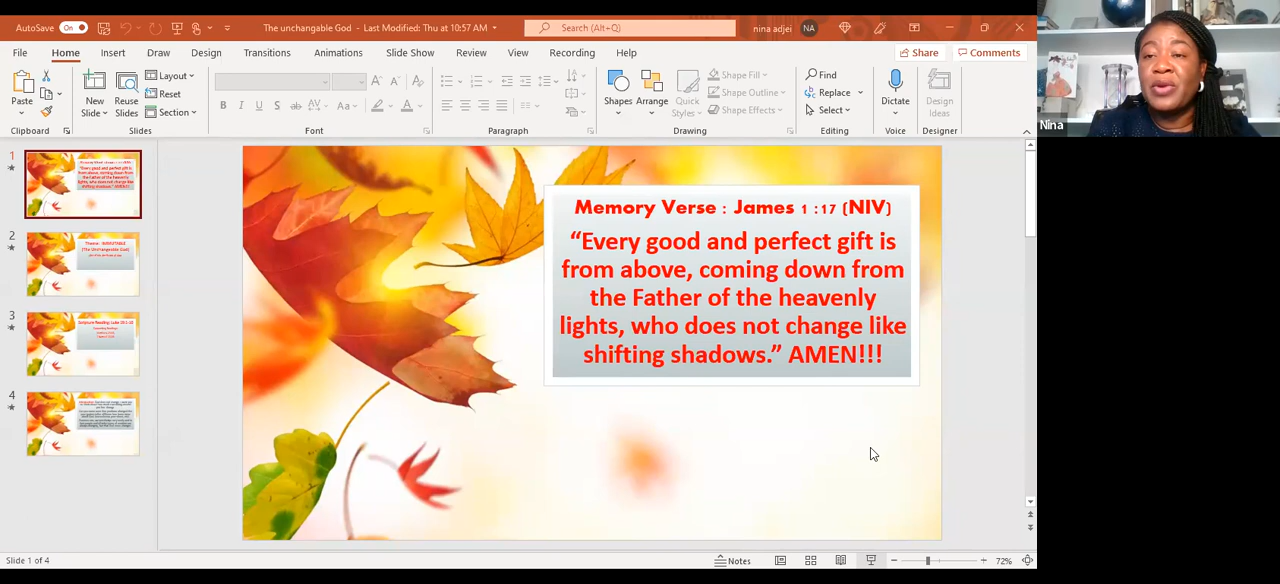 AutoSave On The unchangable God - Last Modified: Thu at 10:57 AM Search (Alt+Q) nina adjei NA
File Home Insert Draw Design Transitions Animations Slide Show Review View Recording Help Share Comments
Paste New Slide Reuse Slides Layout Reset Section Shapes Arrange Quick Styles Shape Fill Shape Outline Shape Effects Find Replace Select Dictate Design Ideas
Clipboard Slides Font Paragraph Drawing Editing Voice Designer
Nina
1
2
3
4
Memory Verse : James 1 :17 (NIV)
“Every good and perfect gift is
from above, coming down from
the Father of the heavenly
lights, who does not change like
shifting shadows.” AMEN!!!
Slide 1 of 4 Notes 72%